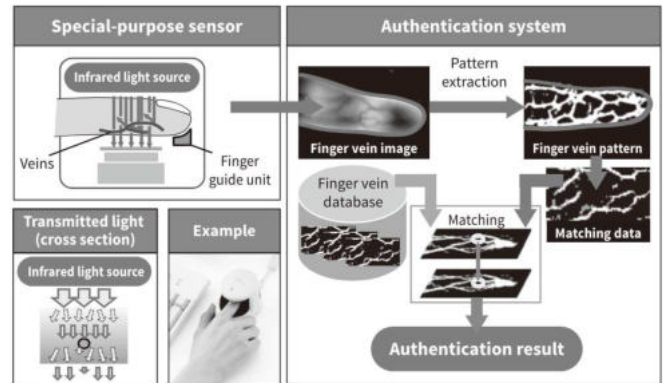 Special-purpose sensor
Infrared light source
Veins
Finger
guide unit
Transmitted light
(cross section)
Infrared light source
Example
Authentication system
Pattern
extraction
Finger vein image
Finger vein pattern
Finger vein
database
Matching
Matching data
Authentication result